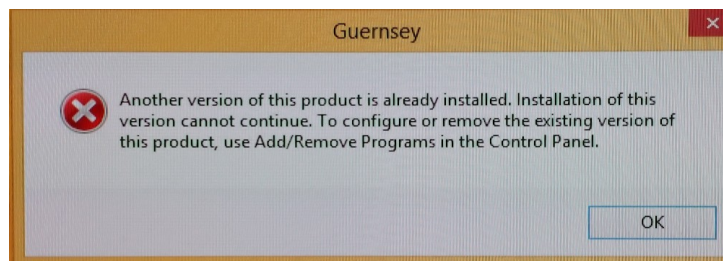 Guernsey
Another version of this product is already installed. Installation of this
version cannot continue. To configure or remove the existing version of
this product, use Add/Remove Programs in the Control Panel.
OK